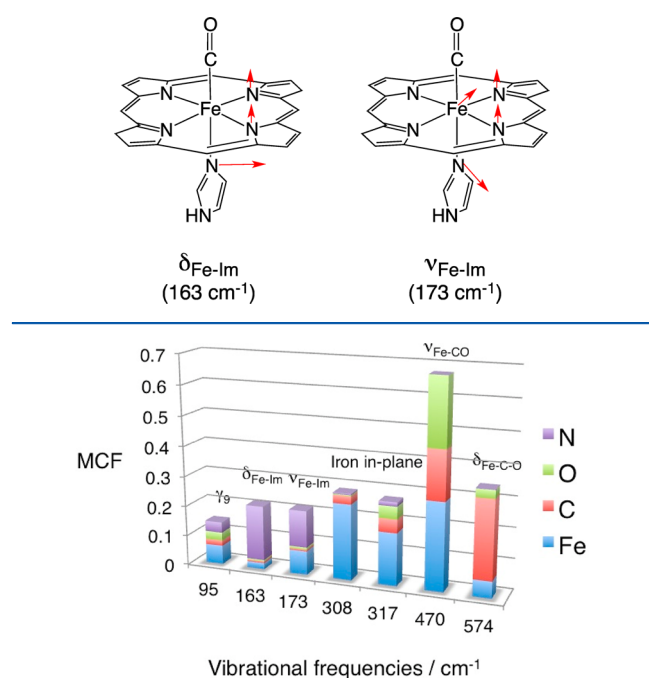 O
C
N
N
Fe
N
N
N
HN
δFe-Im
(163 cm-1)
O
C
N
N
Fe
N
N
N
HN
νFe-Im
(173 cm-1)
MCF
0.7
0.6
0.5
0.4
0.3
0.2
0.1
0
γ9
δFe-Im
νFe-Im
Iron in-plane
νFe-CO
δFe-C-O
N
O
C
Fe
95
163
173
308
317
470
574
Vibrational frequencies / cm-1